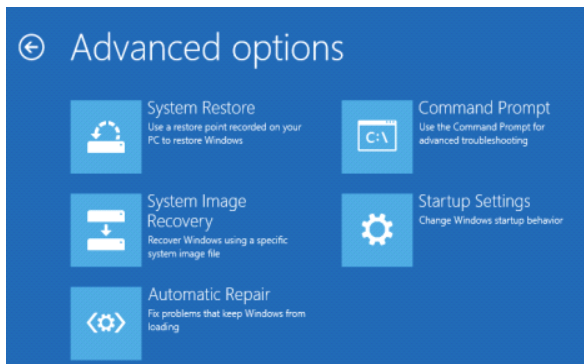 Advanced options
System Restore
Use a restore point recorded on your
PC to restore Windows
Command Prompt
Use the Command Prompt for
advanced troubleshooting
C:\
System Image
Recovery
Recover Windows using a specific
system image file
Startup Settings
Change Windows startup behavior
Automatic Repair
Fix problems that keep Windows from
loading